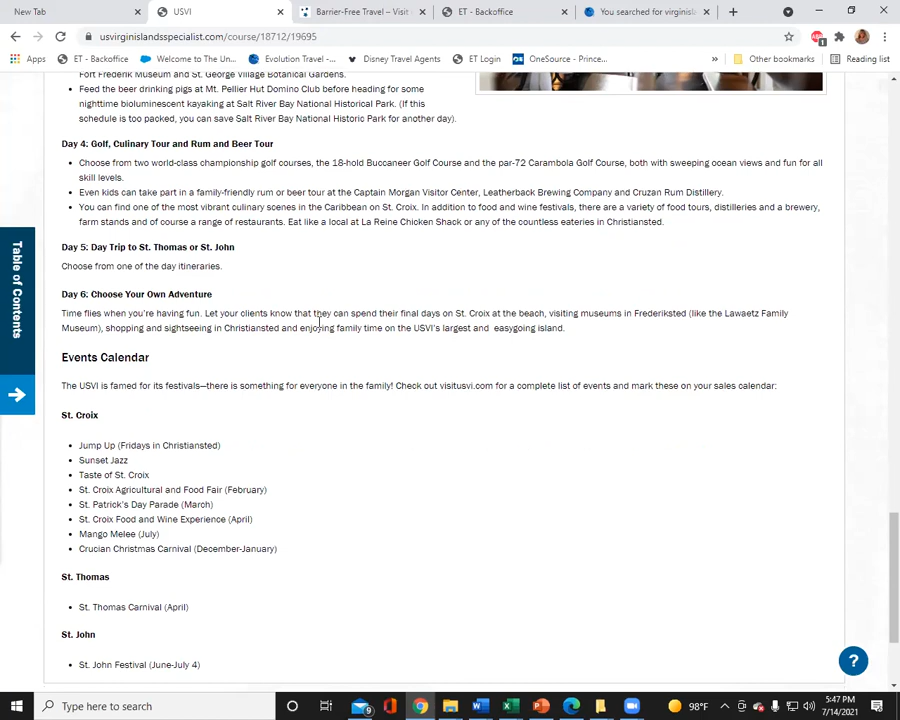 New Tab
USVI
Barrier-Free Travel – Visit
ET - Backoffice
You searched for virginisl
usvirginislandsspecialist.com/course/18712/19695
Apps
ET - Backoffice
Welcome to The Un...
Evolution Travel -...
Disney Travel Agents
ET Login
OneSource - Prince...
»
Other bookmarks
Reading list
Fort Frederik Museum and St. George Village Botanical Gardens.
• Feed the beer drinking pigs at Mt. Pellier Hut Domino Club before heading for some
nighttime bioluminescent kayaking at Salt River Bay National Historical Park. (If this
schedule is too packed, you can save Salt River Bay National Historic Park for another day).
Day 4: Golf, Culinary Tour and Rum and Beer Tour
• Choose from two world-class championship golf courses, the 18-hold Buccaneer Golf Course and the par-72 Carambola Golf Course, both with sweeping ocean views and fun for all
skill levels.
• Even kids can take part in a family-friendly rum or beer tour at the Captain Morgan Visitor Center, Leatherback Brewing Company and Cruzan Rum Distillery.
• You can find one of the most vibrant culinary scenes in the Caribbean on St. Croix. In addition to food and wine festivals, there are a variety of food tours, distilleries and a brewery,
farm stands and of course a range of restaurants. Eat like a local at La Reine Chicken Shack or any of the countless eateries in Christiansted.
Day 5: Day Trip to St. Thomas or St. John
Choose from one of the day itineraries.
Day 6: Choose Your Own Adventure
Time flies when you're having fun. Let your clients know that they can spend their final days on St. Croix at the beach, visiting museums in Frederiksted (like the Lawaetz Family
Museum), shopping and sightseeing in Christiansted and enjoying family time on the USVI's largest and easygoing island.
Events Calendar
The USVI is famed for its festivals—there is something for everyone in the family! Check out visitusvi.com for a complete list of events and mark these on your sales calendar:
St. Croix
• Jump Up (Fridays in Christiansted)
• Sunset Jazz
• Taste of St. Croix
• St. Croix Agricultural and Food Fair (February)
• St. Patrick's Day Parade (March)
• St. Croix Food and Wine Experience (April)
• Mango Melee (July)
• Crucian Christmas Carnival (December-January)
St. Thomas
• St. Thomas Carnival (April)
St. John
• St. John Festival (June-July 4)
Table of Contents
?
Type here to search
9
98°F
5:47 PM
7/14/2021